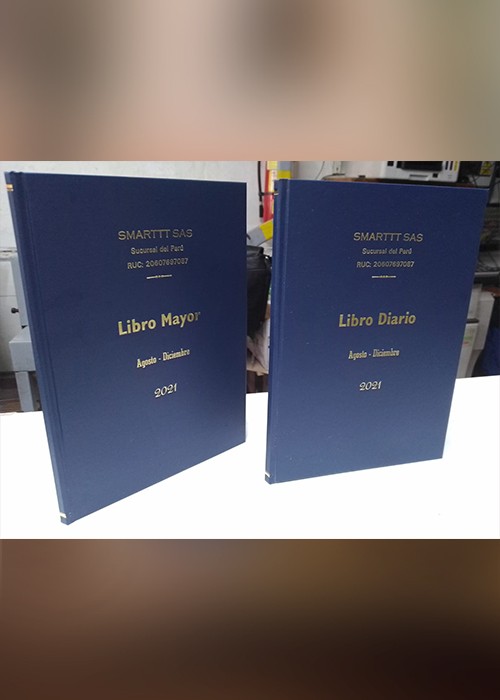 SMARTTT SAS
Sucursal del Perú
RUC: 20607697087
Libro Mayor
Agosto - Diciembre
2021
SMARTTT SAS
Sucursal del Perú
RUC: 20607697087
Libro Diario
Agosto - Diciembre
2021